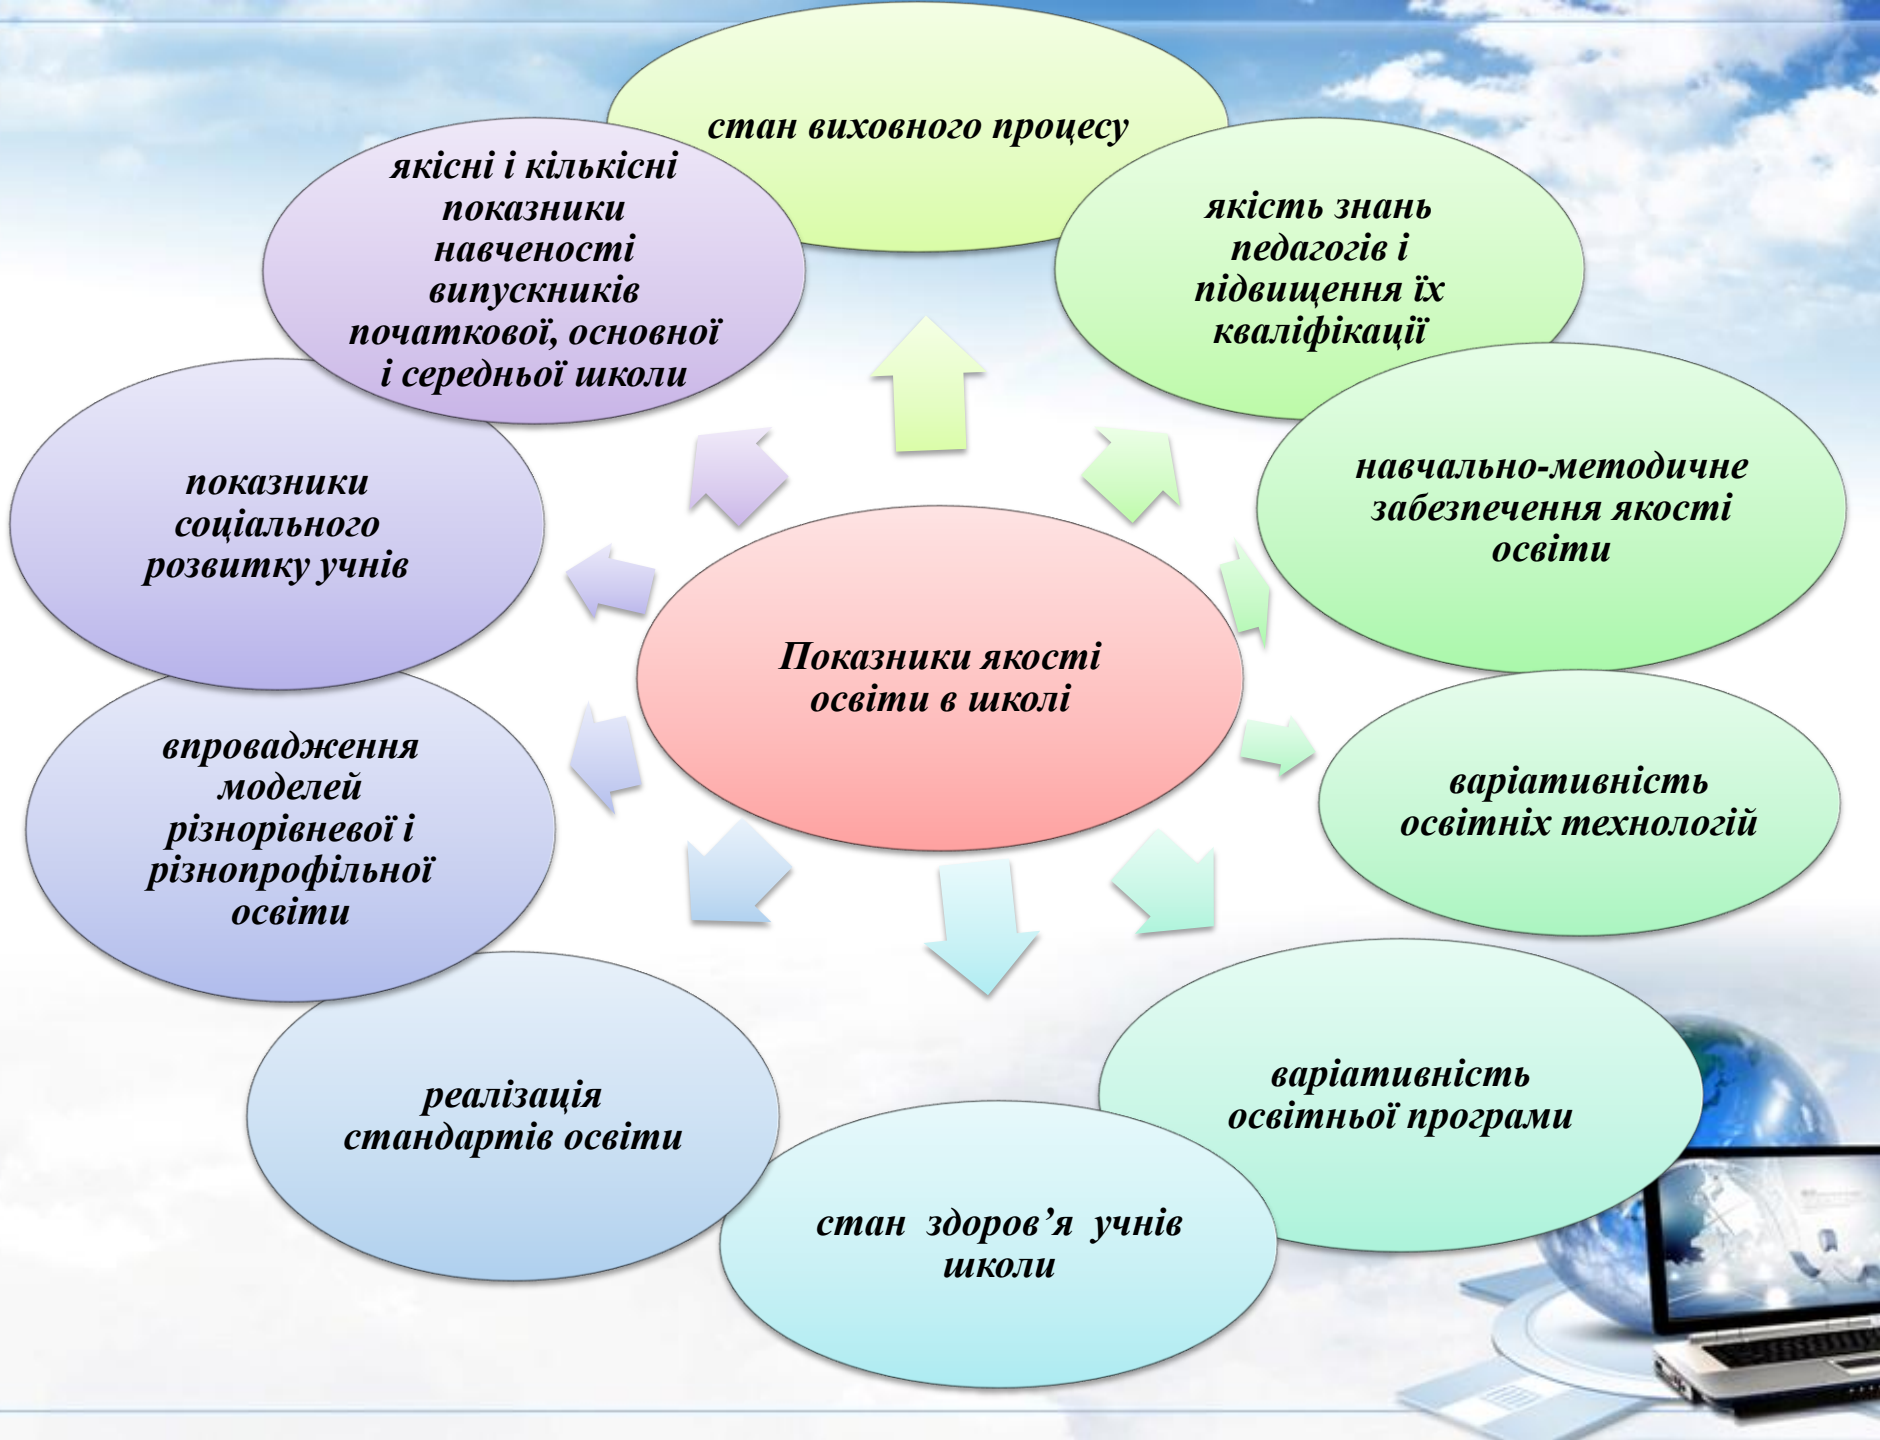 стан виховного процесу
якість знань
педагогів і
підвищення їх
кваліфікації
навчально-методичне
забезпечення якості
освіти
варіативність
освітніх технологій
варіативність
освітньої програми
стан здоров’я учнів
школи
реалізація
стандартів освіти
впровадження
моделей
різнорівневої і
різнопрофільної
освіти
показники
соціального
розвитку учнів
якісні і кількісні
показники
навченості
випускників
початкової, основної
і середньої школи
Показники якості
освіти в школі